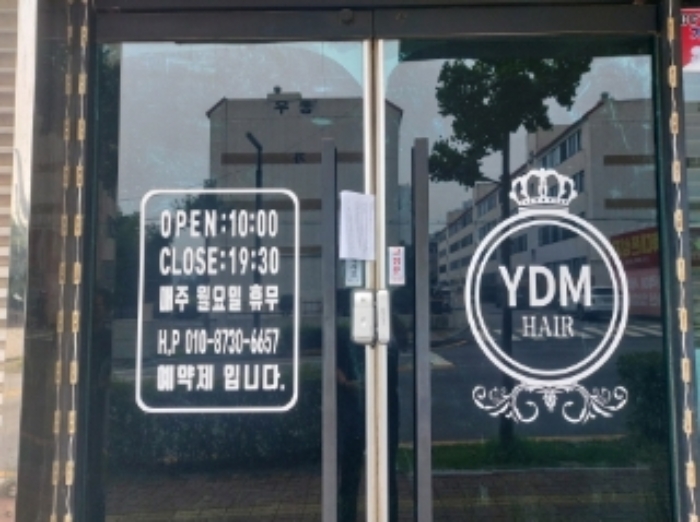 OPEN:10:00
CLOSE:19:30
매주 월요일 휴무
H.P 010-8730-6657
예약제 입니다.
YDM
HAIR